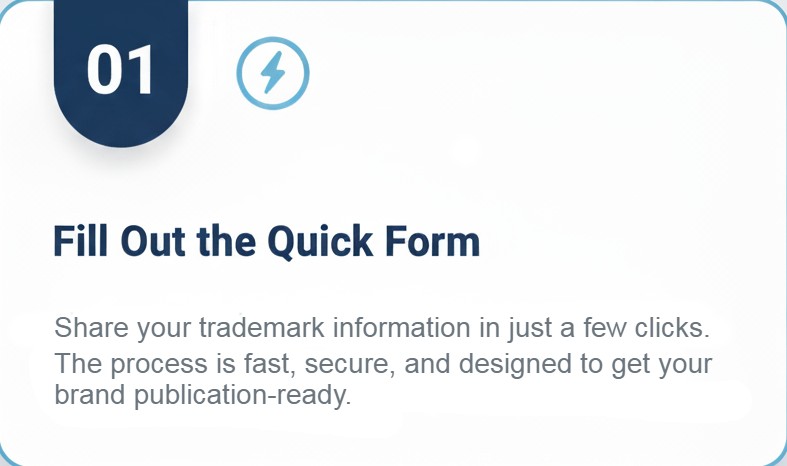 01
Fill Out the Quick Form
Share your trademark information in just a few clicks.
The process is fast, secure, and designed to get your
brand publication-ready.